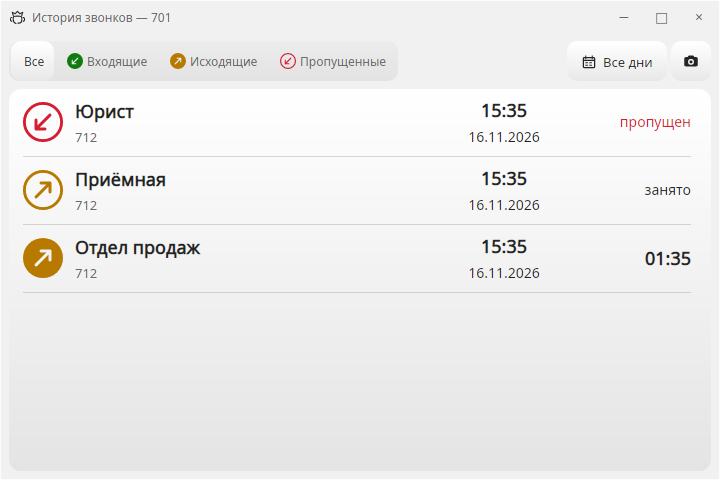 История звонков — 701
Все
Входящие
Исходящие
Пропущенные
Все дни
Юрист
712
15:35
16.11.2026
пропущен
Приёмная
712
15:35
16.11.2026
занято
Отдел продаж
712
15:35
16.11.2026
01:35